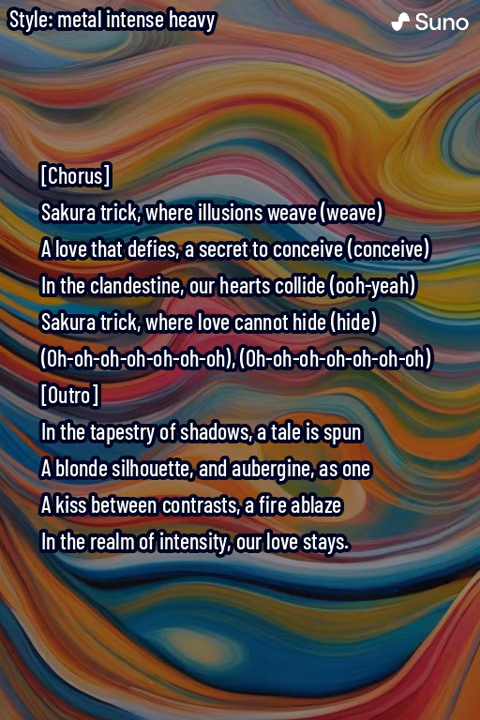 Style: metal intense heavy
Suno
[Chorus]
Sakura trick, where illusions weave (weave)
A love that defies, a secret to conceive (conceive)
In the clandestine, our hearts collide (ooh-yeah)
Sakura trick, where love cannot hide (hide)
(Oh-oh-oh-oh-oh-oh-oh), (Oh-oh-oh-oh-oh-oh-oh)
[Outro]
In the tapestry of shadows, a tale is spun
A blonde silhouette, and aubergine, as one
A kiss between contrasts, a fire ablaze
In the realm of intensity, our love stays.